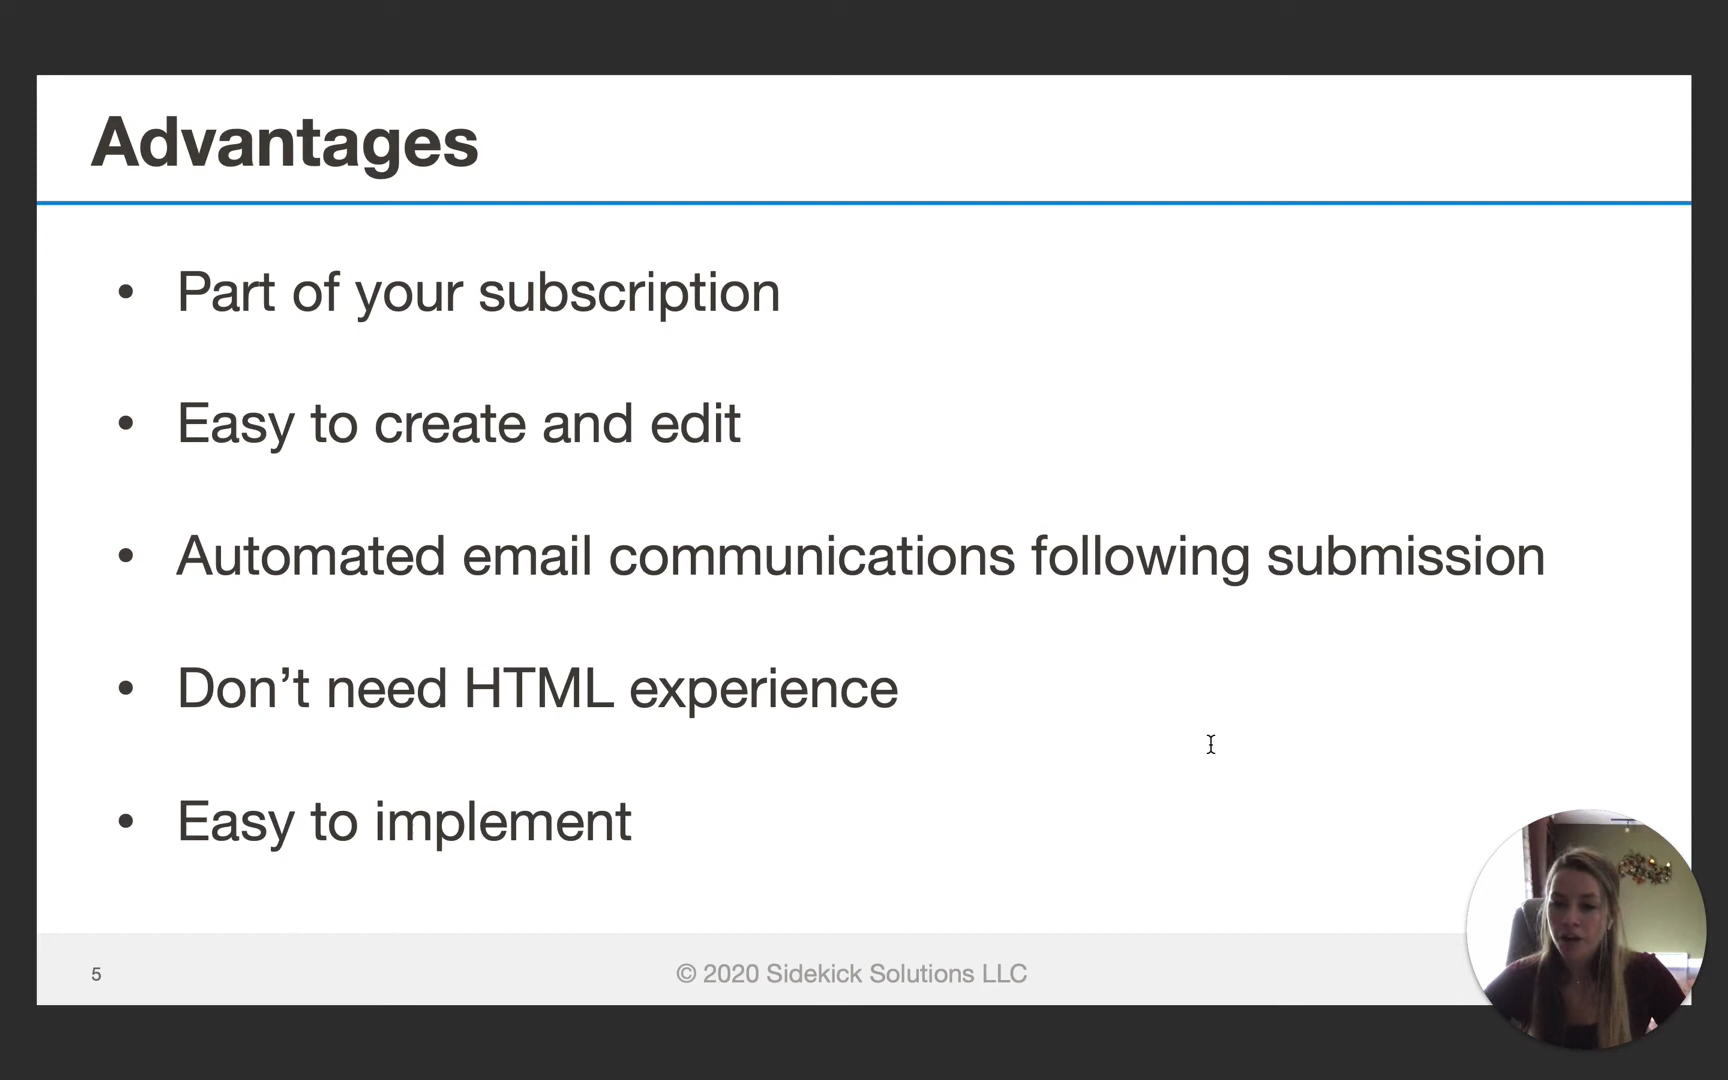 Advantages
• Part of your subscription
• Easy to create and edit
• Automated email communications following submission
• Don’t need HTML experience
• Easy to implement
5
© 2020 Sidekick Solutions LLC